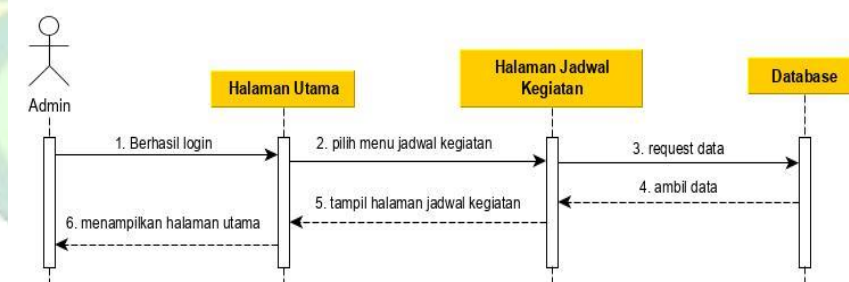 Admin
Halaman Utama
Halaman Jadwal
Kegiatan
Database
1. Berhasil login
2. pilih menu jadwal kegiatan
3. request data
4. ambil data
5. tampil halaman jadwal kegiatan
6. menampilkan halaman utama